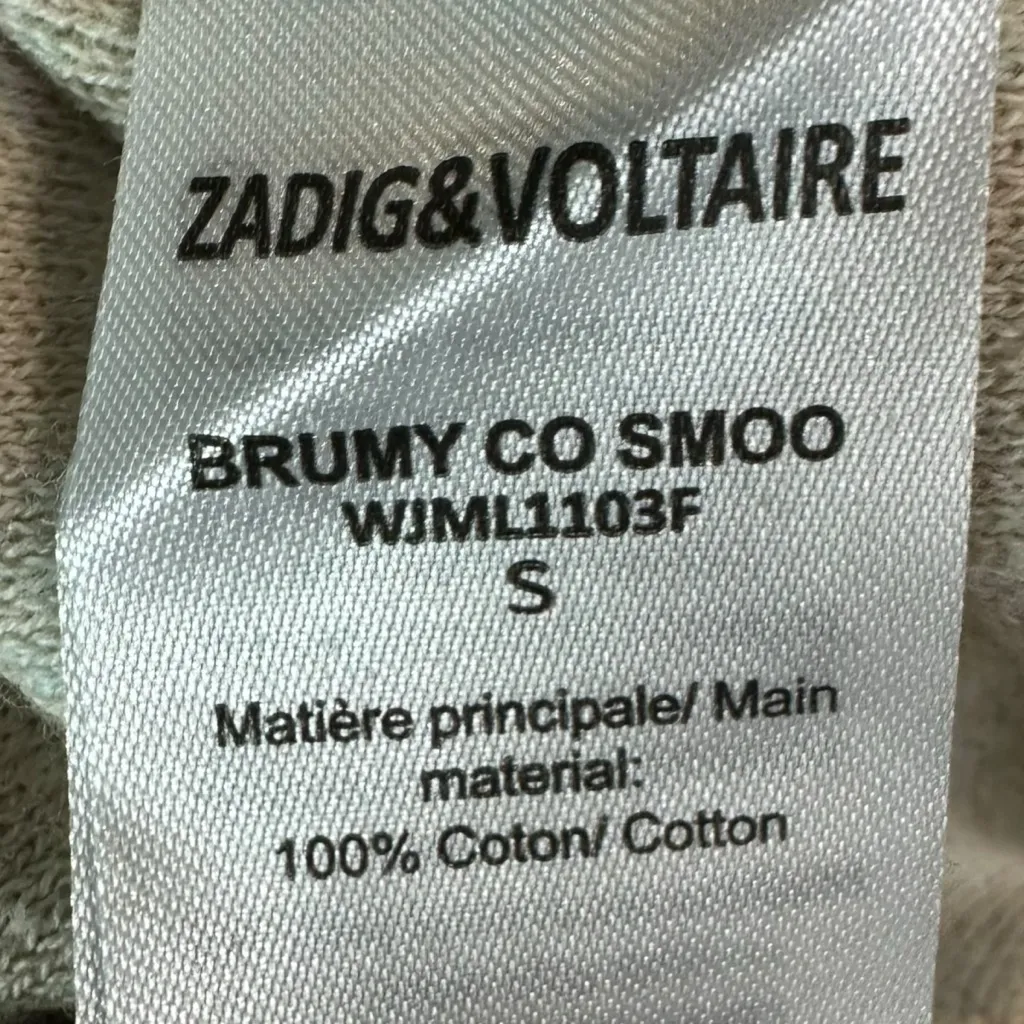 ZADIG&VOLTAIRE
BRUMY CO SMOO
WJML1103F
S
Matière principale/ Main
material:
100% Coton/ Cotton